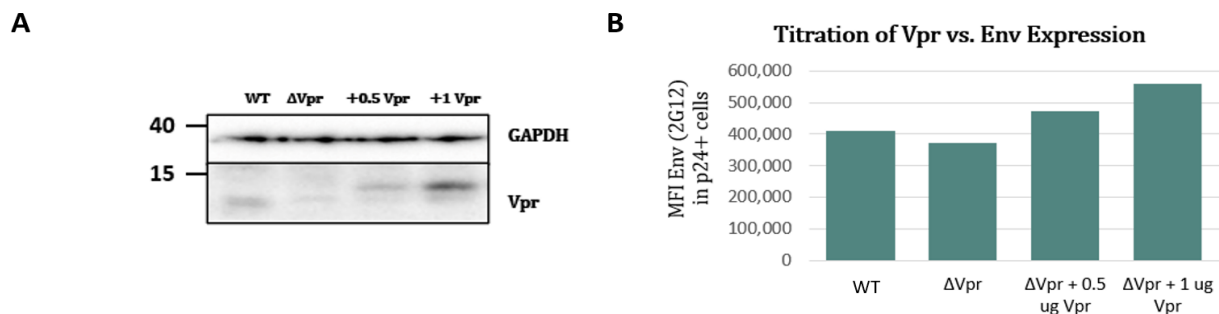 A
WT ΔVpr +0.5 Vpr +1 Vpr
40
GAPDH
15
Vpr
B
Titration of Vpr vs. Env Expression
MFI Env (2G12)
in p24+ cells
600,000
500,000
400,000
300,000
200,000
100,000
0
WT
ΔVpr
ΔVpr + 0.5
ug Vpr
ΔVpr + 1 ug
Vpr